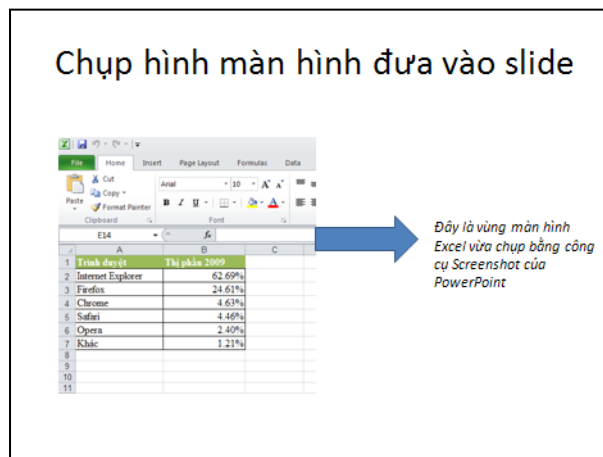 Chụp hình màn hình đưa vào slide
File Home Insert Page Layout Formulas Data
Cut
Copy
Format Painter
Paste
Clipboard
Arial 10 A A
B I U A
Font
E14 fx
A B C
1 Trình duyệt Thị phần 2009
2 Internet Explorer 62.69%
3 Firefox 24.61%
4 Chrome 4.63%
5 Safari 4.46%
6 Opera 2.40%
7 Khác 1.21%
8
9
10
11
Đây là vùng màn hình
Excel vừa chụp bằng công
cụ Screenshot của
PowerPoint